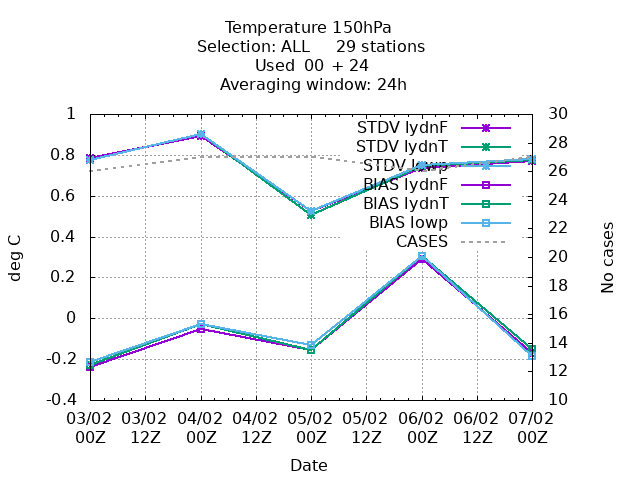 Temperature 150hPa
Selection: ALL 29 stations
Used 00 + 24
Averaging window: 24h
1
0.8
0.6
0.4
0.2
0
-0.2
-0.4
deg C
30
28
26
24
22
20
18
16
14
12
10
No cases
STDV lydnF
STDV lydnT
STDV lowp
BIAS lydnF
BIAS lydnT
BIAS lowp
CASES
03/02 03/02 04/02 04/02 05/02 05/02 06/02 06/02 07/02
00Z 12Z 00Z 12Z 00Z 12Z 00Z 12Z 00Z
Date